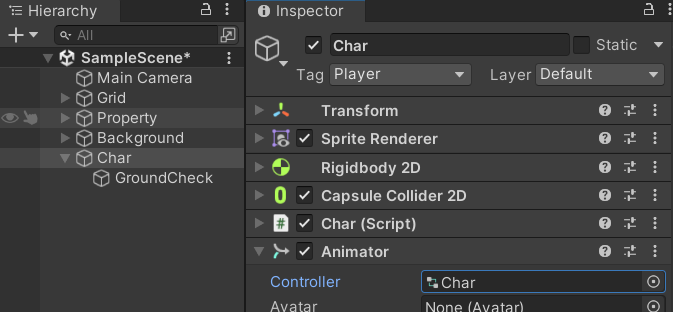 Hierarchy
All
SampleScene*
Main Camera
Grid
Property
Background
Char
GroundCheck
Inspector
Char
Static
Tag Player
Layer Default
Transform
Sprite Renderer
Rigidbody 2D
Capsule Collider 2D
# Char (Script)
Animator
Controller Char
Avatar None (Avatar)